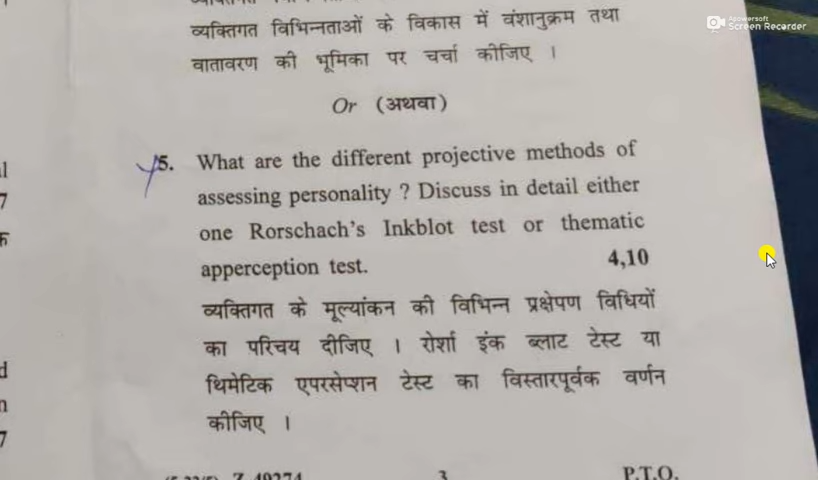 Apowersoft
Screen Recorder
व्यक्तिगत विभिन्नताओं के विकास में वंशानुक्रम तथा
वातावरण की भूमिका पर चर्चा कीजिए ।
Or (अथवा)
5. What are the different projective methods of
assessing personality ? Discuss in detail either
one Rorschach's Inkblot test or thematic
apperception test. 4,10
व्यक्तिगत के मूल्यांकन की विभिन्न प्रक्षेपण विधियों
का परिचय दीजिए । रोर्शा इंक ब्लाट टेस्ट या
थिमेटिक एपरसेप्शन टेस्ट का विस्तारपूर्वक वर्णन
कीजिए ।
3 P.T.O.